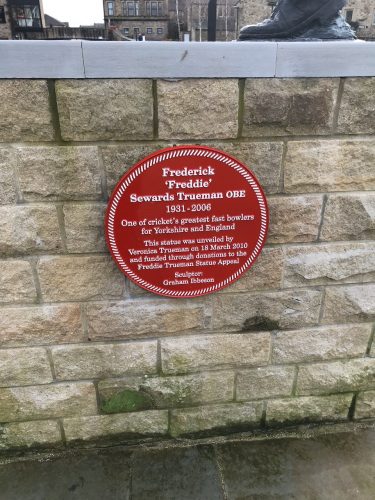 Frederick
'Freddie'
Sewards Trueman OBE
1931-2006
One of cricket's greatest fast bowlers
for Yorkshire and England
This statue was unveiled by
Veronica Trueman on 18 March 2010
and funded through donations to the
Freddie Trueman Statue Appeal
Sculptor:
Graham Ibbeson